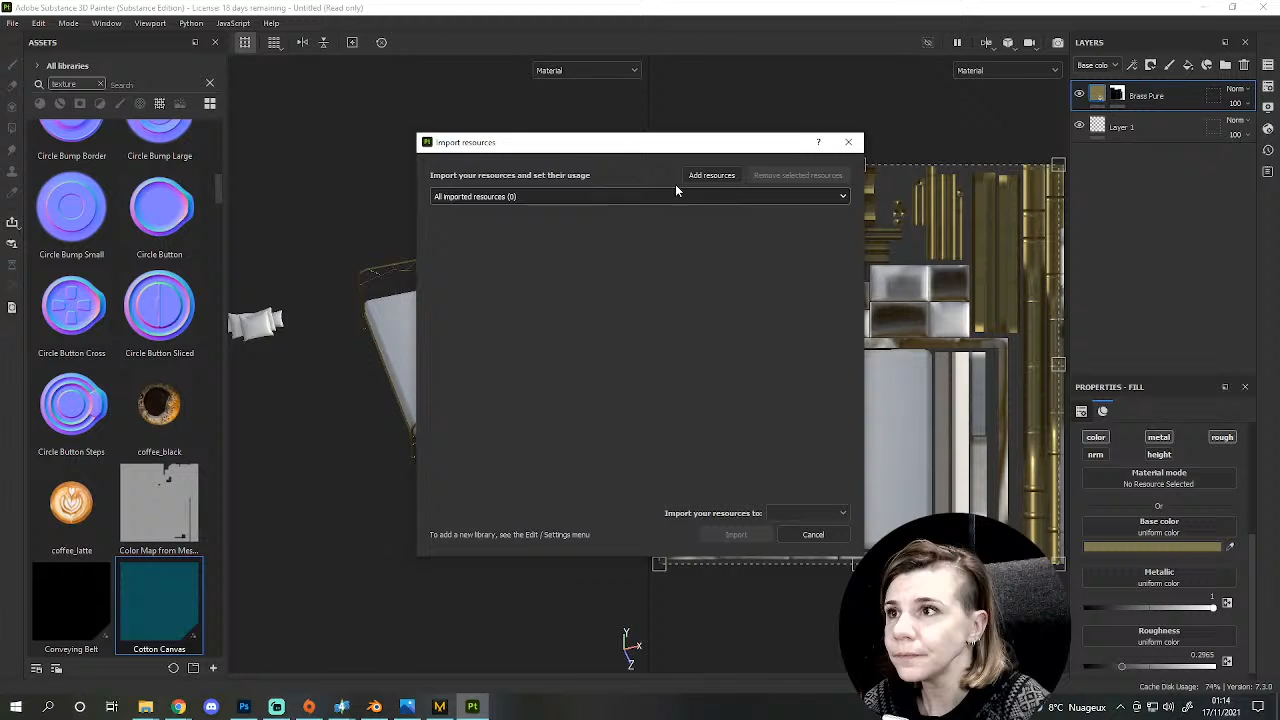 Adobe Substance 3D Painter (Substance Edition) - License: 18 days remaining - Untitled (Read only)
File Edit Mode Window Viewport Python JavaScript Help
ASSETS
All libraries
texture Search
Circle Bump Border Circle Bump Large
Circle Bump Small Circle Button
Circle Button Cross Circle Button Sliced
Circle Button Steps coffee_black
coffee_latte Color Map from Mes...
Conveying Belt Cotton Canvas
Material
Material
Import resources
?
Import your resources and set their usage
Add resources
Remove selected resources
All imported resources (0)
Import your resources to:
To add a new library, see the Edit / Settings menu
Import
Cancel
Y
X
Z
LAYERS
Base colo
Brass Pure
Norm
100
Norm
100
PROPERTIES - FILL
color metal rough
nrm height
Material mode
No Resource Selected
Or
Base color
uniform color
Metallic
uniform color
1
Roughness
uniform color
0.2965
Cache Disk Usage: 74% | Version: 7.3.0
8°C Nuageux
01:14
17/11/2021